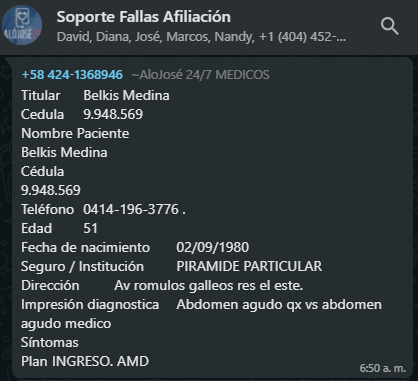 Soporte Fallas Afiliación
David, Diana, José, Marcos, Nandy, +1 (404) 452-...
ALOJOSÉ
+58 424-1368946 ~AloJosé 24/7 MEDICOS
Titular Belkis Medina
Cedula 9.948.569
Nombre Paciente
Belkis Medina
Cédula
9.948.569
Teléfono 0414-196-3776 .
Edad 51
Fecha de nacimiento 02/09/1980
Seguro / Institución PIRAMIDE PARTICULAR
Dirección Av romulos galleos res el este.
Impresión diagnostica Abdomen agudo qx vs abdomen
agudo medico
Síntomas
Plan INGRESO. AMD
6:50 a. m.